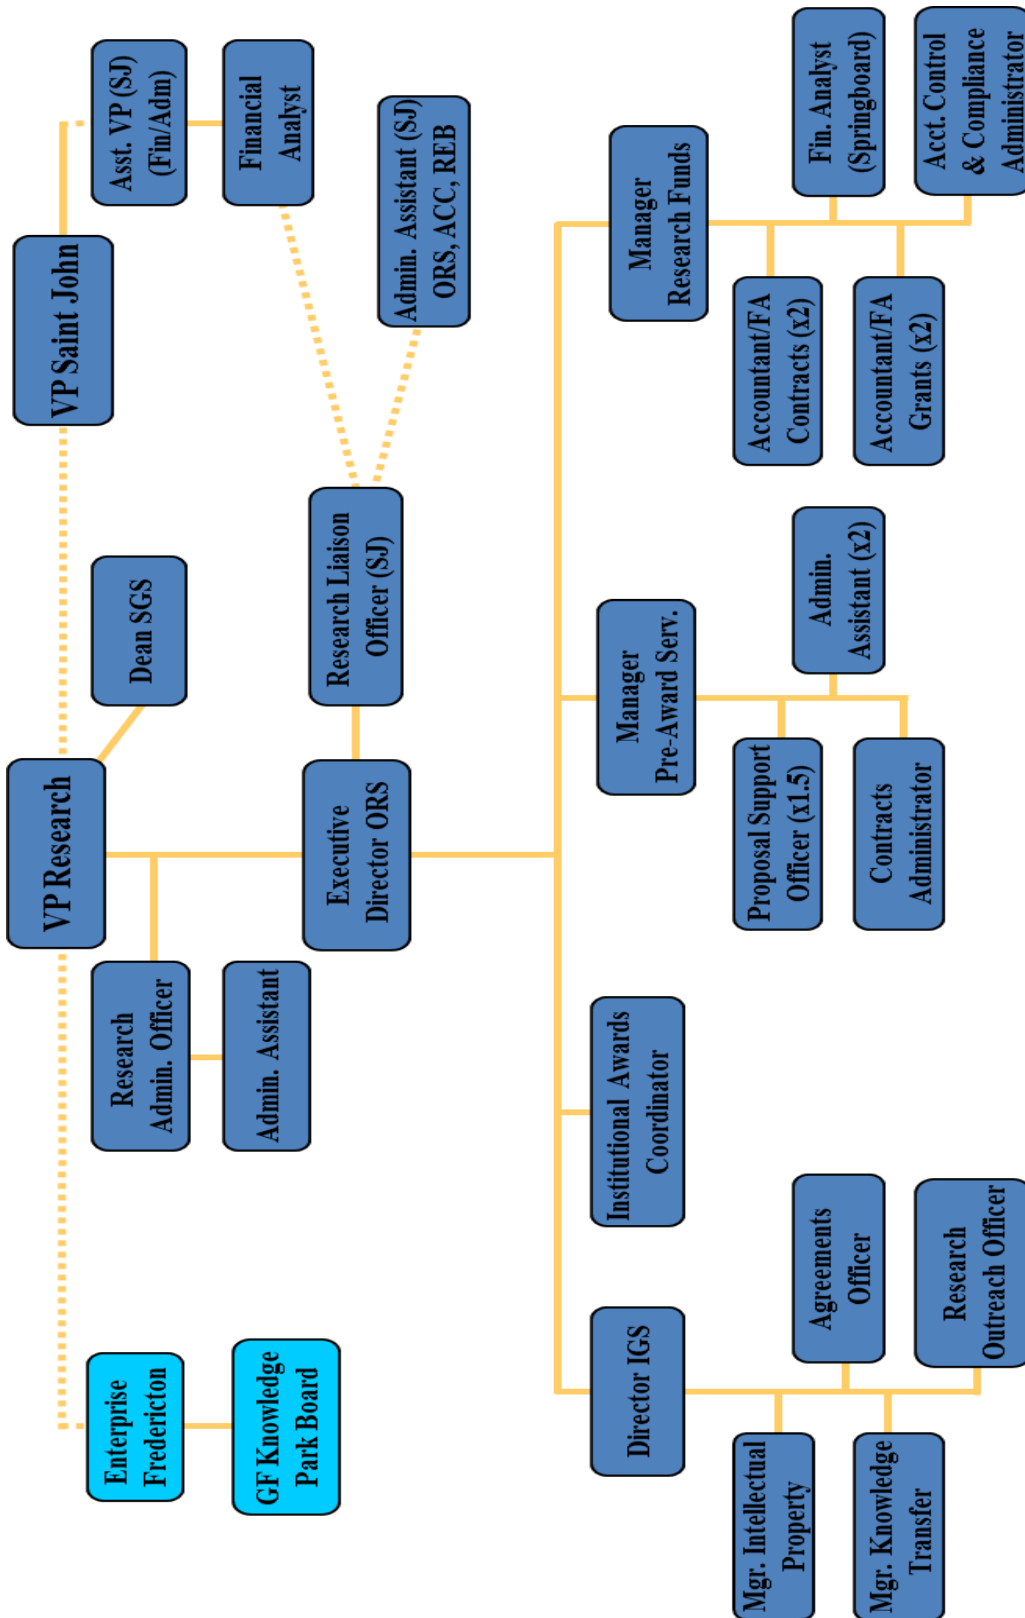 VP Research
VP Saint John
Enterprise
Fredericton
Research
Admin. Officer
Dean SGS
Asst. VP (SJ)
(Fin/Adm)
GF Knowledge
Park Board
Admin. Assistant
Financial
Analyst
Executive
Director ORS
Research Liaison
Officer (SJ)
Admin. Assistant (SJ)
ORS, ACC, REB
Director IGS
Institutional Awards
Coordinator
Manager
Pre-Award Serv.
Manager
Research Funds
Mgr. Intellectual
Property
Agreements
Officer
Proposal Support
Officer (x1.5)
Admin.
Assistant (x2)
Accountant/FA
Contracts (x2)
Fin. Analyst
(Springboard)
Mgr. Knowledge
Transfer
Research
Outreach Officer
Contracts
Administrator
Accountant/FA
Grants (x2)
Acct. Control
& Compliance
Administrator